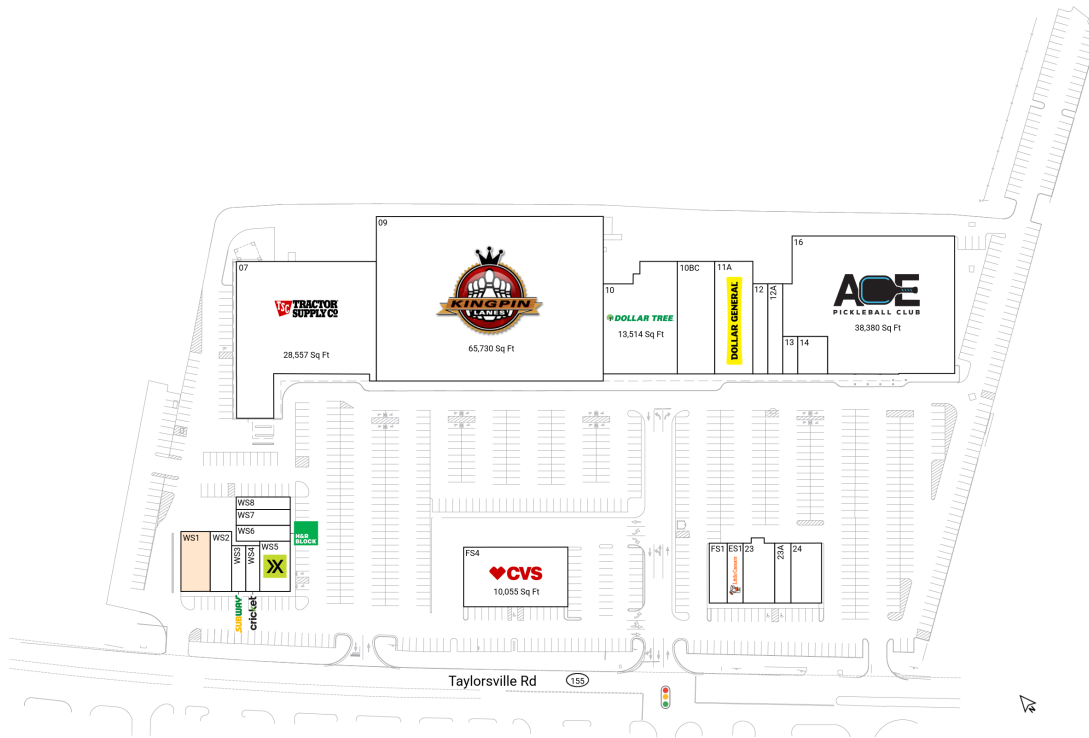 09
16
07
TSC TRACTOR
SUPPLY CO
28,557 Sq Ft
KINGPIN
LANES
65,730 Sq Ft
10
DOLLAR TREE
13,514 Sq Ft
10BC
11A
DOLLAR GENERAL
12
12A
13
14
ACE
PICKLEBALL CLUB
38,380 Sq Ft
WS8
WS7
WS6
WS1
WS2
WS3
WS4
WS5
H&R
BLOCK
SUBWAY
cricket
FS4
CVS
10,055 Sq Ft
FS1
ES1
Little Caesars
23
23A
24
Taylorsville Rd
155
N